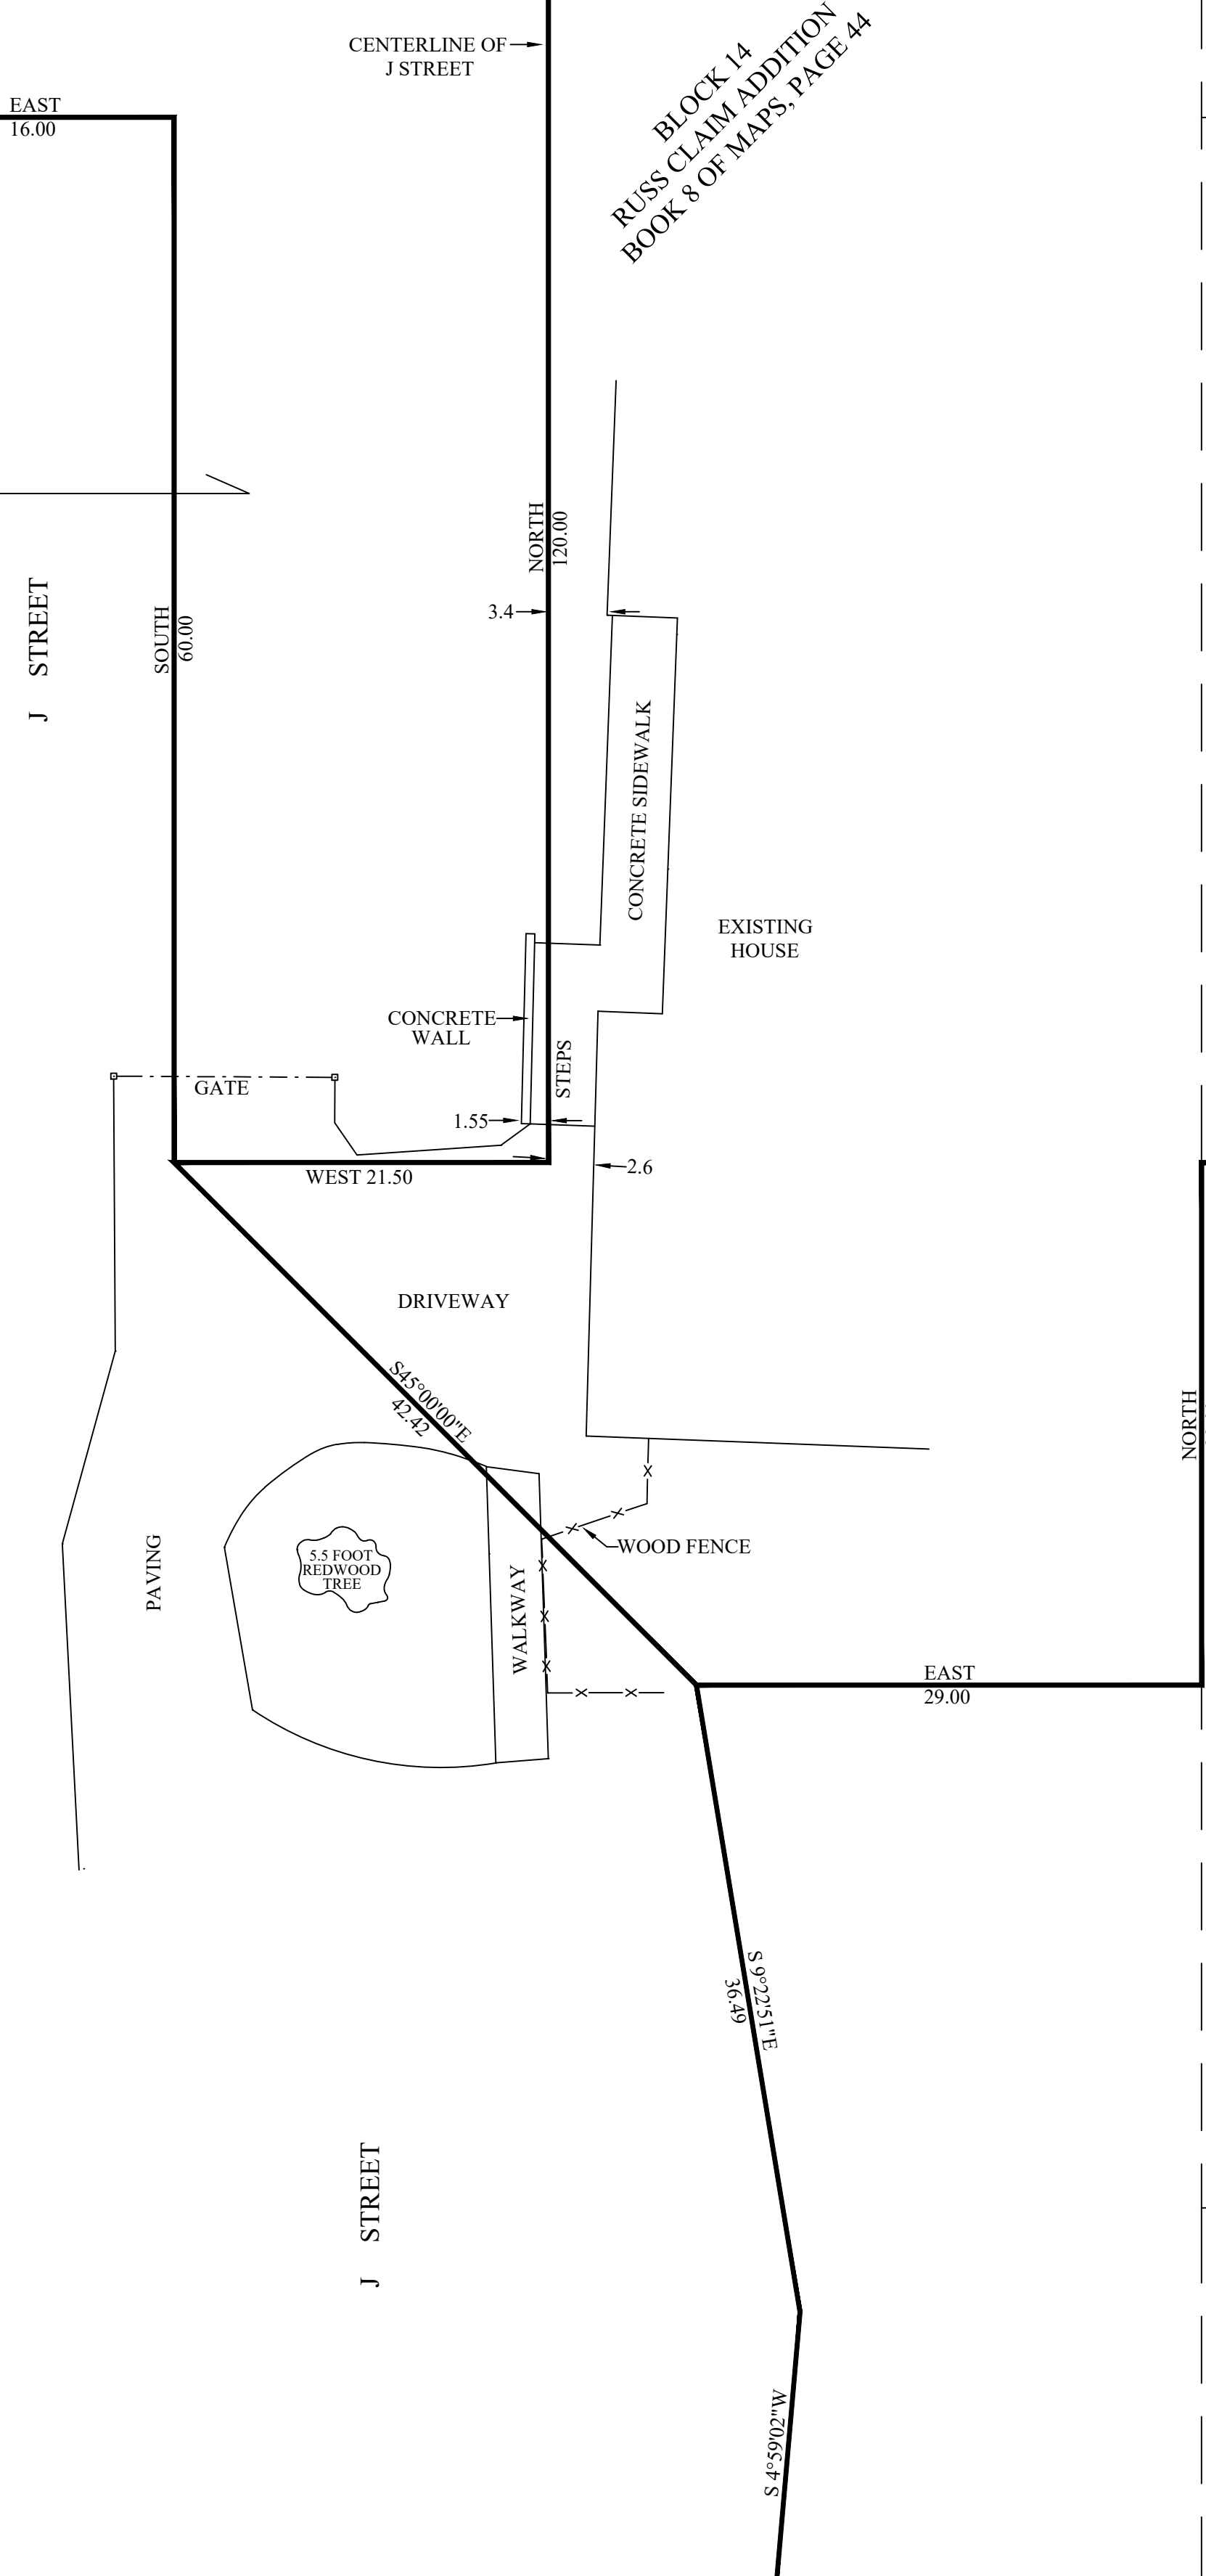 CENTERLINE OF
J STREET
BLOCK 14
RUSS CLAIM ADDITION
BOOK 8 OF MAPS, PAGE 44
EAST
16.00
NORTH
120.00
J STREET
SOUTH
60.00
3.4
CONCRETE SIDEWALK
EXISTING
HOUSE
CONCRETE
WALL
STEPS
GATE
1.55
2.6
WEST 21.50
DRIVEWAY
S45°00'00"E
42.42
NORTH
PAVING
5.5 FOOT
REDWOOD
TREE
WOOD FENCE
WALKWAY
EAST
29.00
S 9°22'51"E
36.49
J STREET
S 4°59'02"W